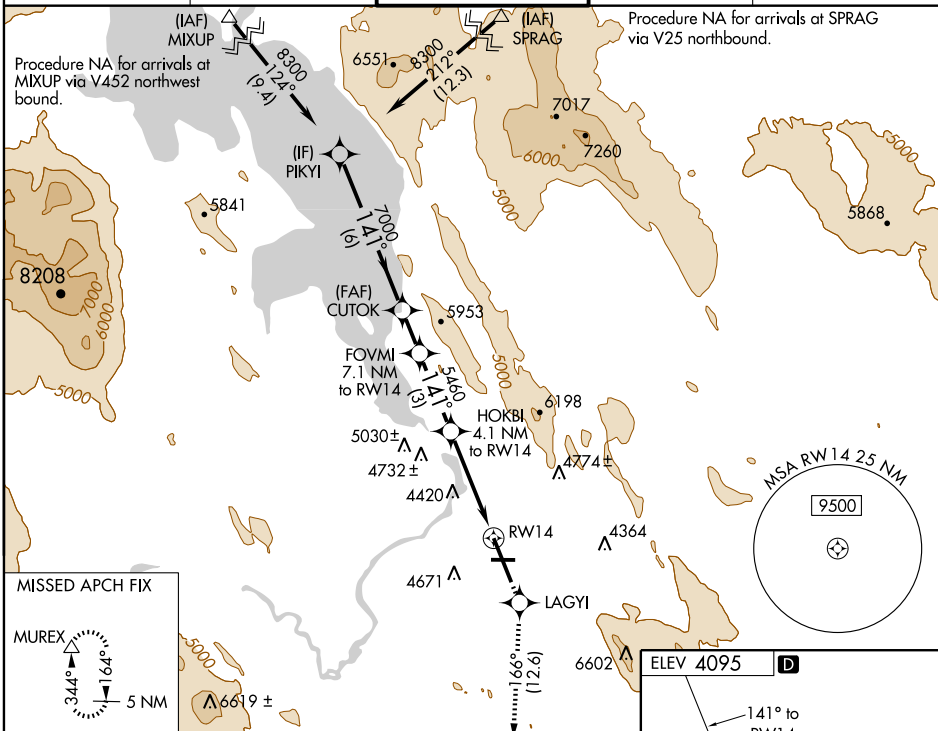 (IAF)
MIXUP
(IAF)
SPRAG
Procedure NA for arrivals at SPRAG
via V25 northbound.
Procedure NA for arrivals at
MIXUP via V452 northwest
bound.
8300
124°
(9.4)
6551
8300
212°
(12.3)
7017
7260
6000
5000
5000
(IF)
PIKYI
5841
5868
7000
141°
(6)
8208
7000
6000
5000
(FAF)
CUTOK
5953
5000
FOVMI
7.1 NM
to RW14
5460
141°
(3)
6198
HOKBI
4.1 NM
to RW14
5030±
4732±
4774±
4420
MSA RW14 25 NM
9500
RW14
4364
4671
LAGYI
MISSED APCH FIX
MUREX
344°
164°
5 NM
5000
6619 ±
166°
(12.6)
6602
ELEV 4095 D
141° to
RW14